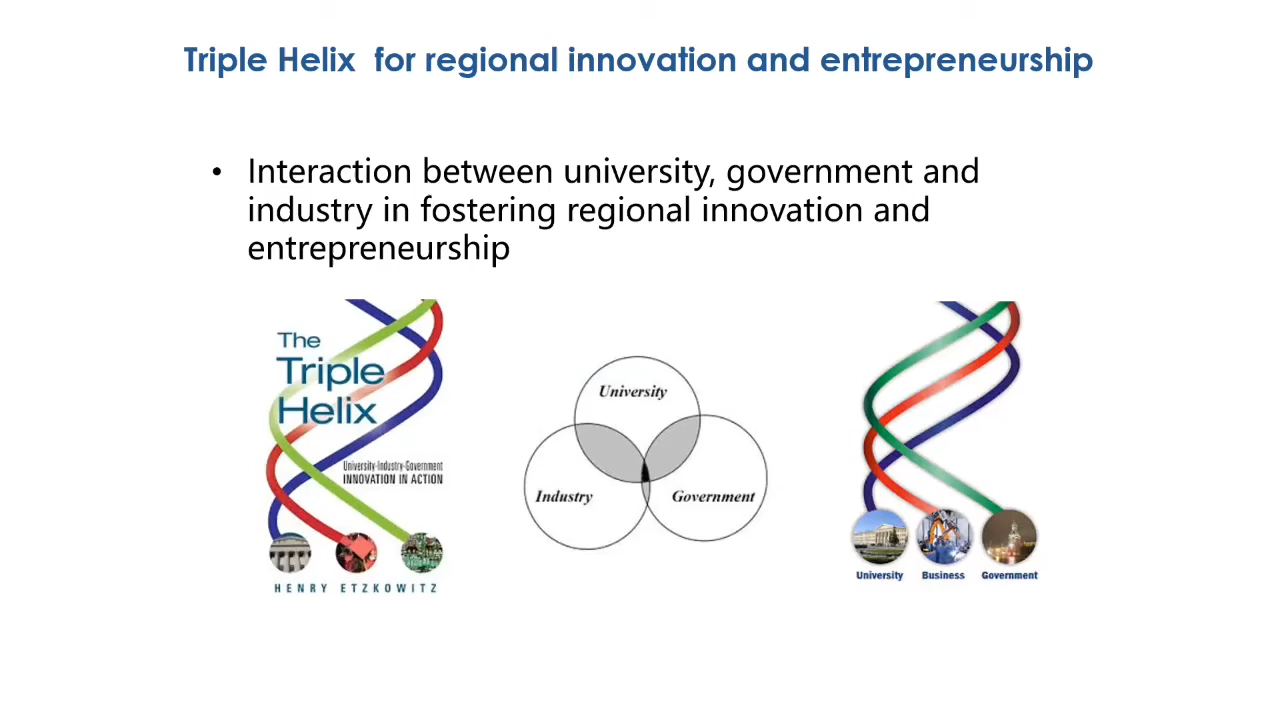 Triple Helix for regional innovation and entrepreneurship
• Interaction between university, government and
industry in fostering regional innovation and
entrepreneurship
The
Triple
Helix
University-Industry-Government
INNOVATION IN ACTION
HENRY ETZKOWITZ
University
Industry
Government
University
Business
Government